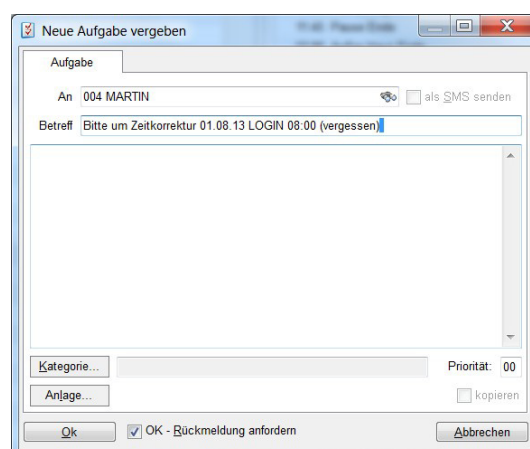 Neue Aufgabe vergeben
Aufgabe
An 004 MARTIN als SMS senden
Betreff Bitte um Zeitkorrektur 01.08.13 LOGIN 08:00 (vergessen)
Kategorie... Priorität: 00
Anlage... kopieren
Ok OK - Rückmeldung anfordern Abbrechen